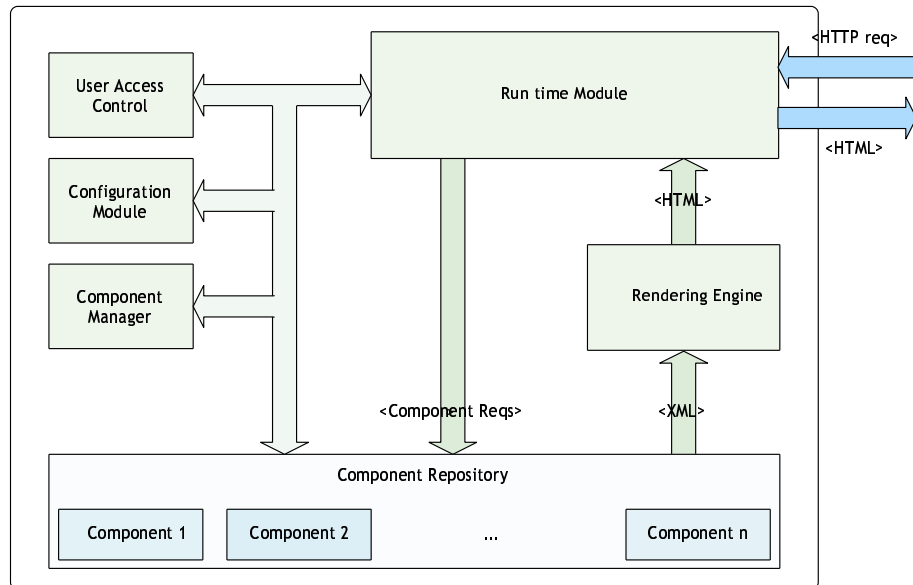 <HTTP req>
User Access
Control
Run time Module
<HTML>
Configuration
Module
<HTML>
Component
Manager
Rendering Engine
<Component Reqs>
<XML>
Component Repository
Component 1
Component 2
...
Component n